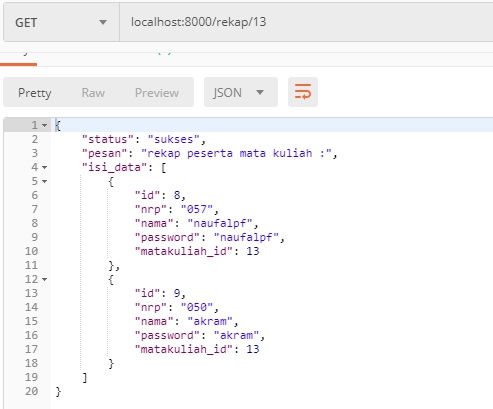 GET localhost:8000/rekap/13
Pretty Raw Preview JSON
1 {
2 "status": "sukses",
3 "pesan": "rekap peserta mata kuliah :",
4 "isi_data": [
5 {
6 "id": 8,
7 "nrp": "057",
8 "nama": "naufalpf",
9 "password": "naufalpf",
10 "matakuliah_id": 13
11 },
12 {
13 "id": 9,
14 "nrp": "050",
15 "nama": "akram",
16 "password": "akram",
17 "matakuliah_id": 13
18 }
19 ]
20 }